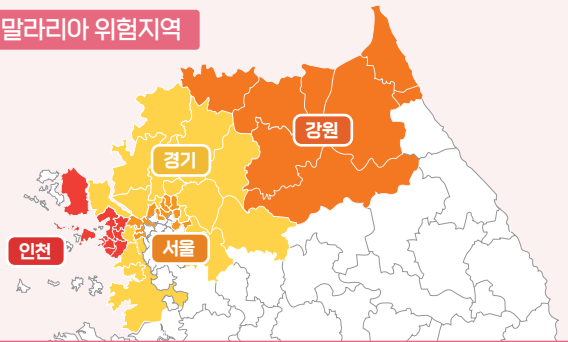 말라리아 위험지역
강원
경기
서울
인천